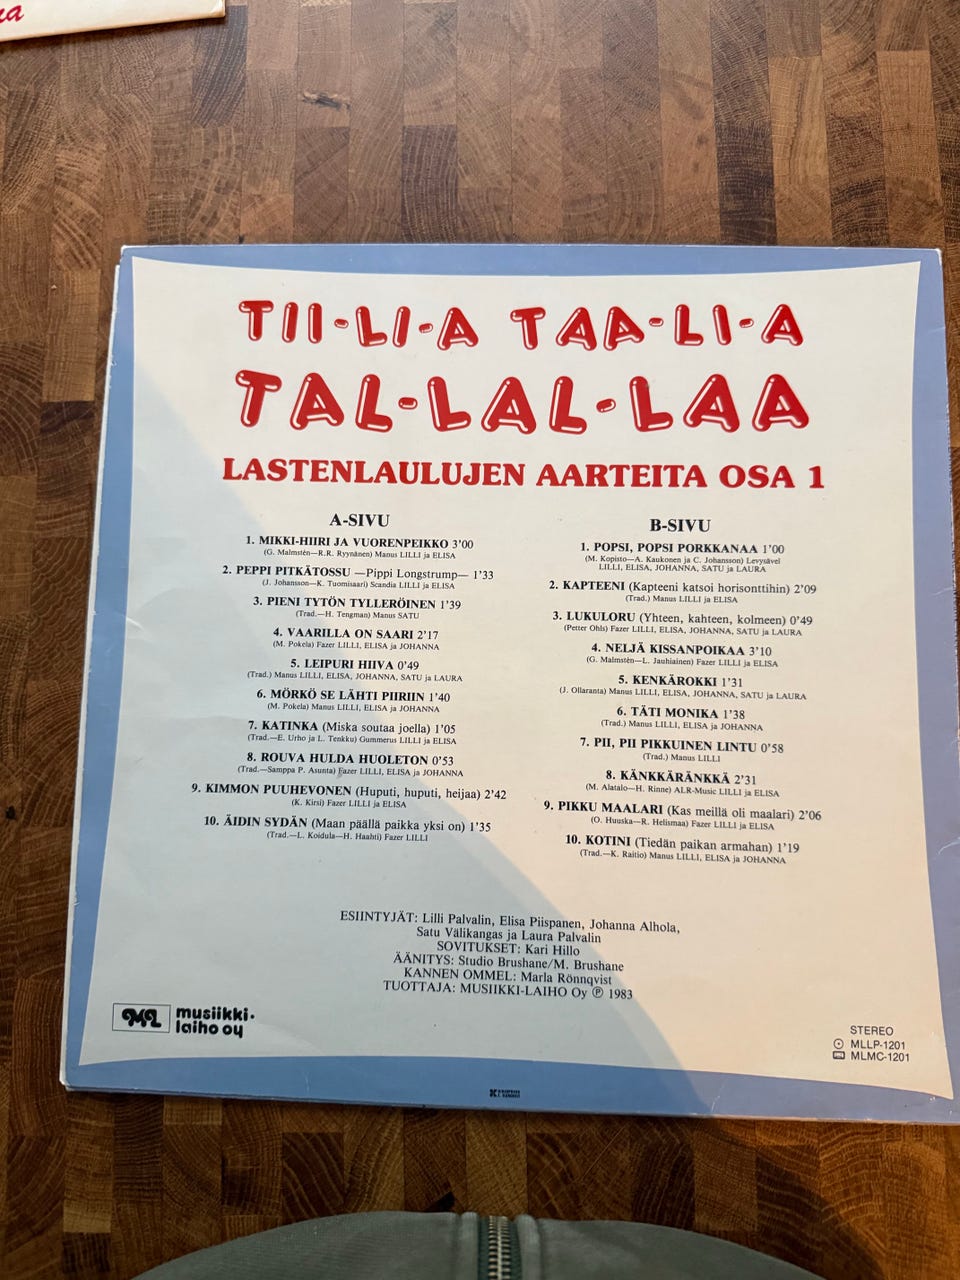 na
TII-LI-A TAA-LI-A
TAL-LAL-LAA
LASTENLAULUJEN AARTEITA OSA 1
A-SIVU
1. MIKKI-HIIRI JA VUORENPEIKKO 3'00
(G. Malmstén—R.R. Ryynänen) Manus LILLI ja ELISA
2. PEPPI PITKÄTOSSU —Pippi Longstrump— 1'33
(J. Johansson—K. Tuomisaari) Scandia LILLI ja ELISA
3. PIENI TYTÖN TYLLERÖINEN 1'39
(Trad.—H. Tengman) Manus SATU
4. VAARILLA ON SAARI 2'17
(M. Pokela) Fazer LILLI, ELISA ja JOHANNA
5. LEIPURI HIIVA 0'49
(Trad.) Manus LILLI, ELISA, JOHANNA, SATU ja LAURA
6. MÖRKÖ SE LÄHTI PIIRIIN 1'40
(M. Pokela) Manus LILLI, ELISA ja JOHANNA
7. KATINKA (Miska soutaa joella) 1'05
(Trad.—E. Urho ja L. Tenkku) Gummerus LILLI ja ELISA
8. ROUVA HULDA HUOLETON 0'53
(Trad.—Samppa P. Asunta) Fazer LILLI, ELISA ja JOHANNA
9. KIMMON PUUHEVONEN (Huputi, huputi, heijaa) 2'42
(K. Kirsi) Fazer LILLI ja ELISA
10. ÄIDIN SYDÄN (Maan päällä paikka yksi on) 1'35
(Trad.—L. Koidula—H. Haahti) Fazer LILLI
B-SIVU
1. POPSI, POPSI PORKKANAA 1'00
(M. Kopisto—A. Kaukonen ja C. Johansson) Levysävel
LILLI, ELISA, JOHANNA, SATU ja LAURA
2. KAPTEENI (Kapteeni katsoi horisonttihin) 2'09
(Trad.) Manus LILLI ja ELISA
3. LUKULORU (Yhteen, kahteen, kolmeen) 0'49
(Petter Ohls) Fazer LILLI, ELISA, JOHANNA, SATU ja LAURA
4. NELJÄ KISSANPOIKAA 3'10
(G. Malmstén—L. Jauhiainen) Fazer LILLI ja ELISA
5. KENKÄROKKI 1'31
(J. Ollaranta) Manus LILLI, ELISA, JOHANNA, SATU ja LAURA
6. TÄTI MONIKA 1'38
(Trad.) Manus LILLI, ELISA ja JOHANNA
7. PII, PII PIKKUINEN LINTU 0'58
(Trad.) Manus LILLI
8. KÄNKKÄRÄNKKÄ 2'31
(M. Alatalo—H. Rinne) ALR-Music LILLI ja ELISA
9. PIKKU MAALARI (Kas meillä oli maalari) 2'06
(O. Huuska—R. Helismaa) Fazer LILLI ja ELISA
10. KOTINI (Tiedän paikan armahan) 1'19
(Trad.—K. Raitio) Manus LILLI, ELISA ja JOHANNA
ESIINTYJÄT: Lilli Palvalin, Elisa Piispanen, Johanna Alhola,
Satu Välikangas ja Laura Palvalin
SOVITUKSET: Kari Hillo
ÄÄNITYS: Studio Brushane/M. Brushane
KANNEN OMMEL: Marla Rönnqvist
TUOTTAJA: MUSIIKKI-LAIHO Oy ℗ 1983
ML musiikki-
laiho oy
STEREO
MLLP-1201
MLMC-1201